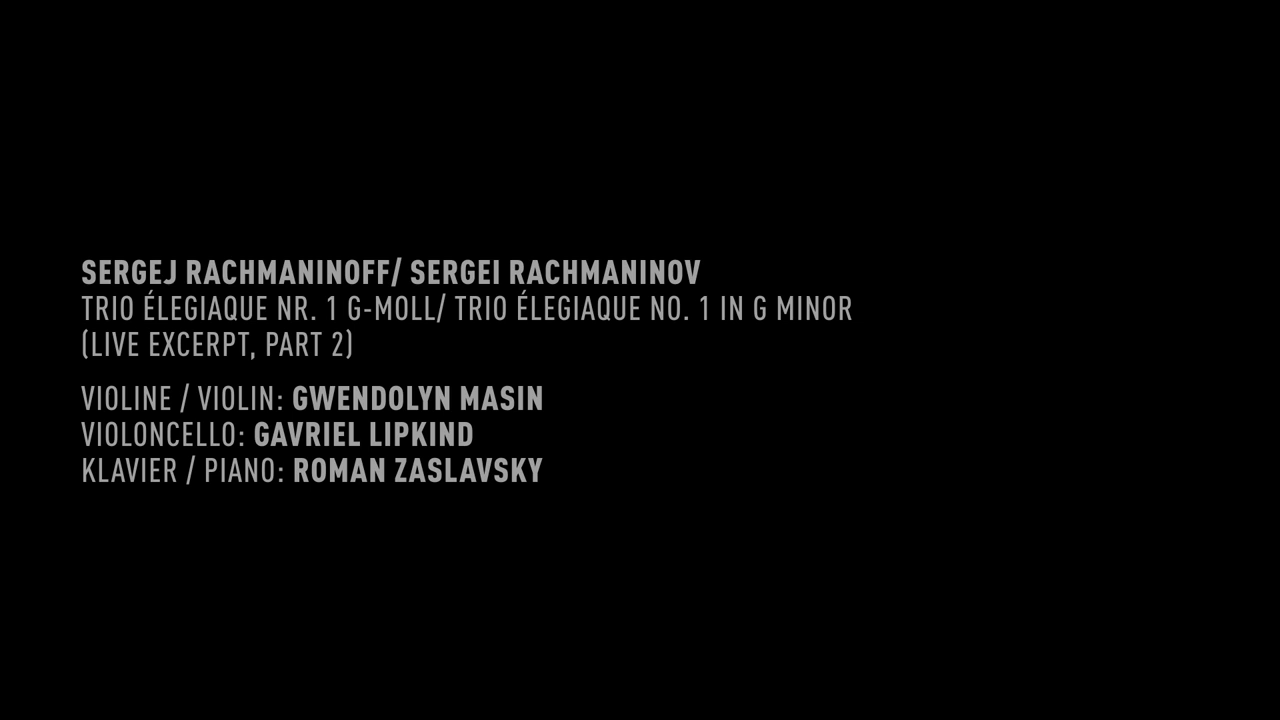 SERGEJ RACHMANINOFF/ SERGEI RACHMANINOV
TRIO ÉLEGIAQUE NR. 1 G-MOLL/ TRIO ÉLEGIAQUE NO. 1 IN G MINOR
(LIVE EXCERPT, PART 2)
VIOLINE / VIOLIN: GWENDOLYN MASIN
VIOLONCELLO: GAVRIEL LIPKIND
KLAVIER / PIANO: ROMAN ZASLAVSKY